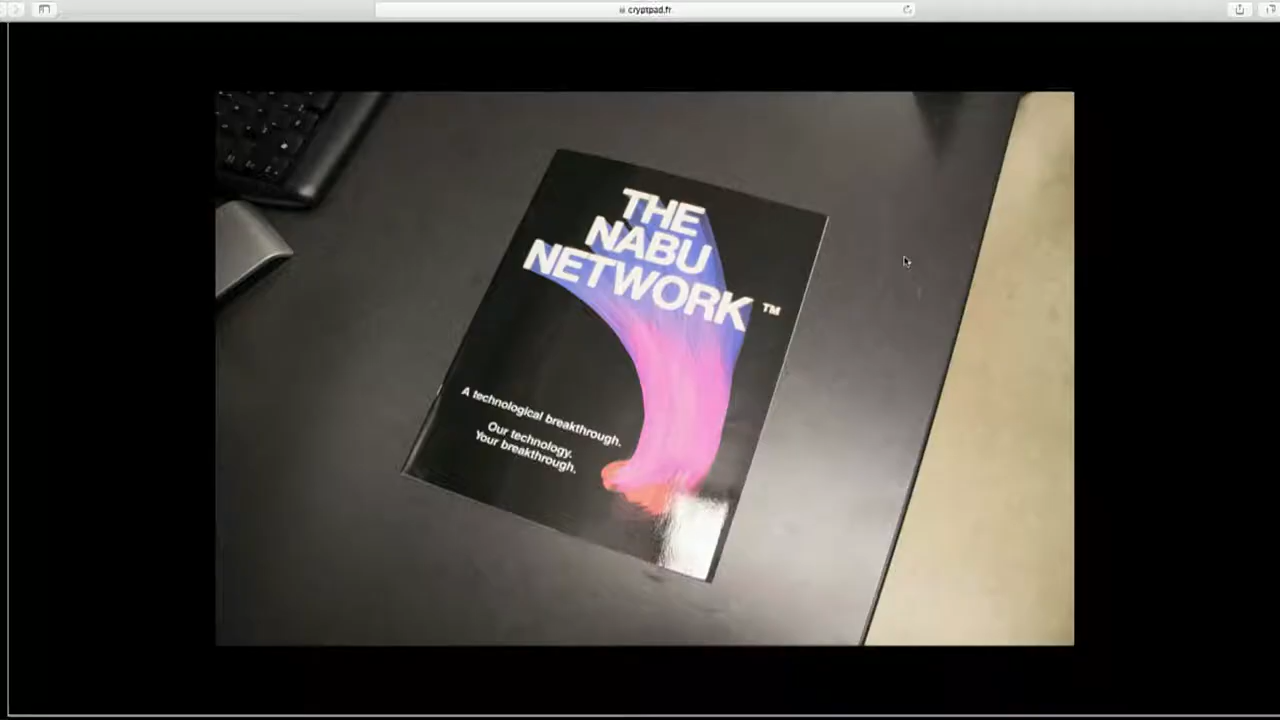 cryptpad.fr
THE
NABU
NETWORK ™
A technological breakthrough.
Our technology.
Your breakthrough.